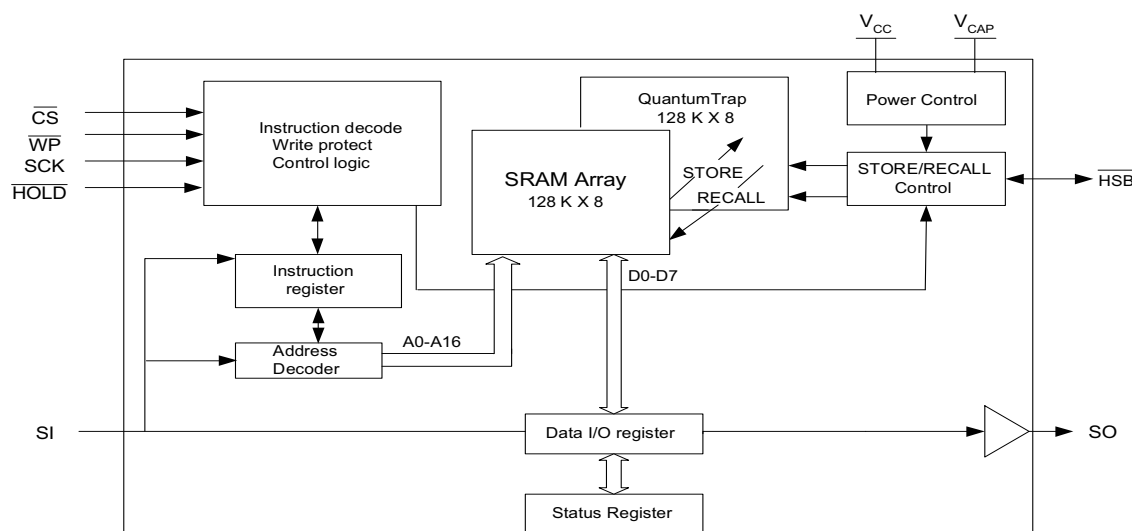 VCC
VCAP
QuantumTrap
128 K X 8
Power Control
CS
WP
SCK
HOLD
Instruction decode
Write protect
Control logic
SRAM Array
128 K X 8
STORE
RECALL
STORE/RECALL
Control
HSB
Instruction
register
D0-D7
A0-A16
Address
Decoder
SI
Data I/O register
SO
Status Register